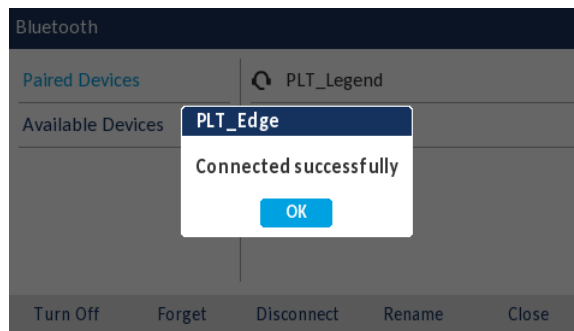 Bluetooth
Paired Devices
PLT_Legend
Available Devices
PLT_Edge
Connected successfully
OK
Turn Off Forget Disconnect Rename Close